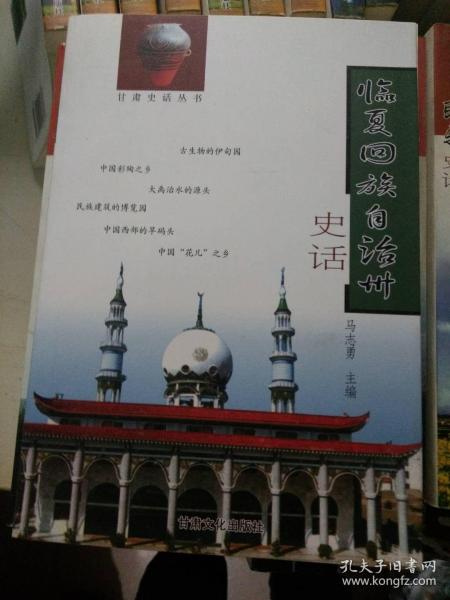 甘肃史话丛书
临夏回族自治州
史话
古生物的伊甸园
中国彩陶之乡
大禹治水的源头
民族建筑的博览园
中国西部的旱码头
中国“花儿”之乡
马志勇 主编
甘肃文化出版社
史话
孔夫子旧书网
www.kongfz.com